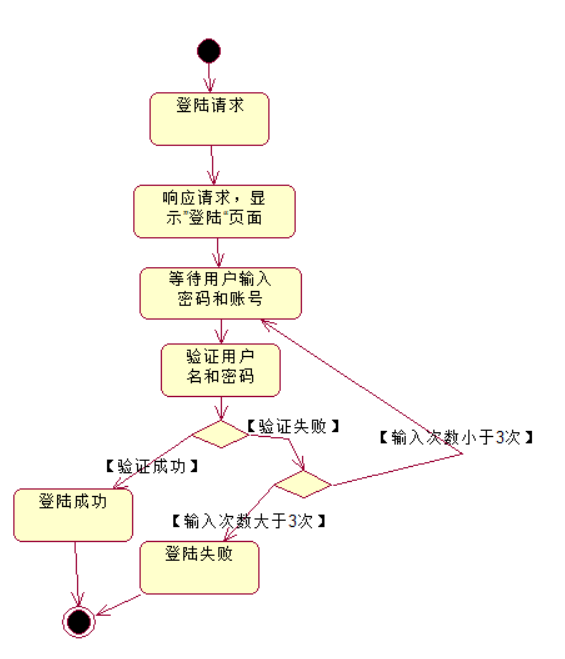 登陆请求
响应请求，显
示"登陆"页面
等待用户输入
密码和账号
验证用户
名和密码
【验证失败】
【输入次数小于3次】
【验证成功】
登陆成功
【输入次数大于3次】
登陆失败